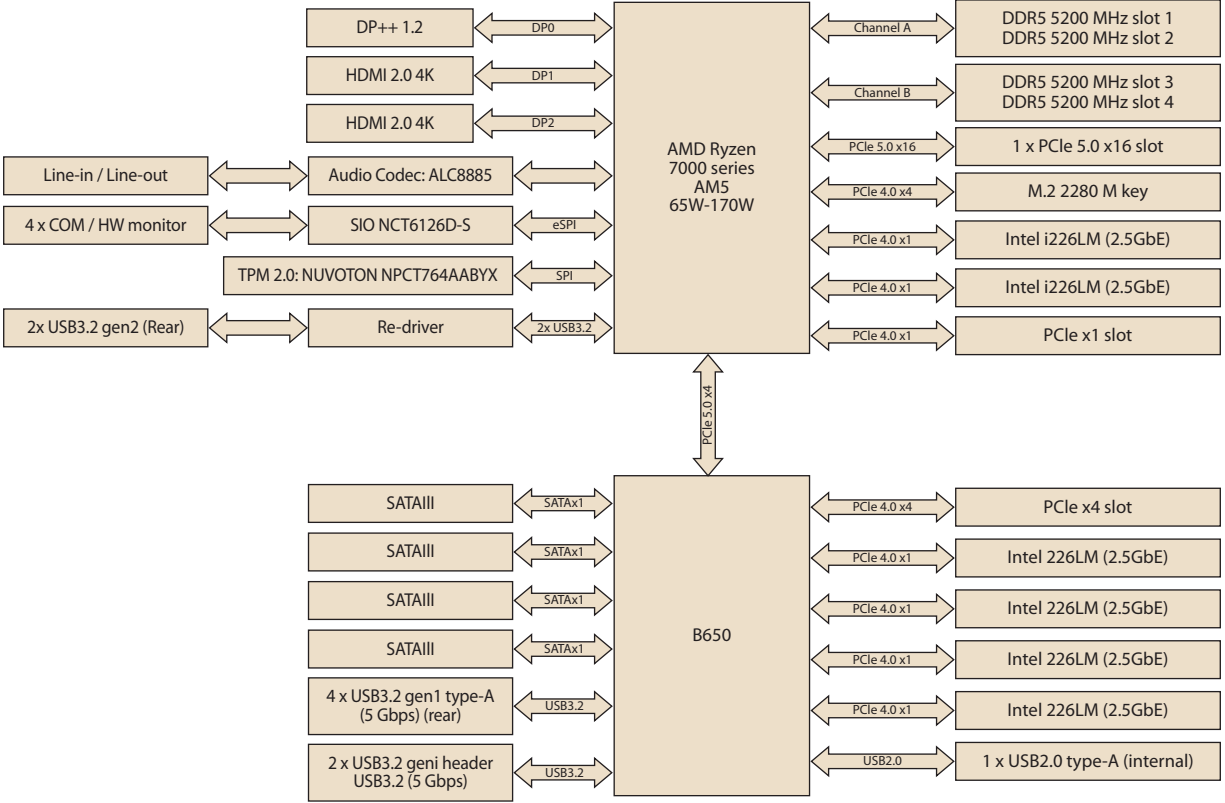 DP++ 1.2
DP0
HDMI 2.0 4K
DP1
HDMI 2.0 4K
DP2
Line-in / Line-out
Audio Codec: ALC8885
4 x COM / HW monitor
SIO NCT6126D-S
eSPI
TPM 2.0: NUVOTON NPCT764AABYX
SPI
2x USB3.2 gen2 (Rear)
Re-driver
2x USB3.2
AMD Ryzen
7000 series
AM5
65W-170W
Channel A
DDR5 5200 MHz slot 1
DDR5 5200 MHz slot 2
Channel B
DDR5 5200 MHz slot 3
DDR5 5200 MHz slot 4
PCIe 5.0 x16
1 x PCIe 5.0 x16 slot
PCIe 4.0 x4
M.2 2280 M key
PCIe 4.0 x1
Intel i226LM (2.5GbE)
PCIe 4.0 x1
Intel i226LM (2.5GbE)
PCIe 4.0 x1
PCIe x1 slot
PCIe 5.0 x4
SATAIII
SATAx1
SATAIII
SATAx1
SATAIII
SATAx1
SATAIII
SATAx1
4 x USB3.2 gen1 type-A
(5 Gbps) (rear)
USB3.2
2 x USB3.2 geni header
USB3.2 (5 Gbps)
USB3.2
B650
PCIe 4.0 x4
PCIe x4 slot
PCIe 4.0 x1
Intel 226LM (2.5GbE)
PCIe 4.0 x1
Intel 226LM (2.5GbE)
PCIe 4.0 x1
Intel 226LM (2.5GbE)
PCIe 4.0 x1
Intel 226LM (2.5GbE)
USB2.0
1 x USB2.0 type-A (internal)